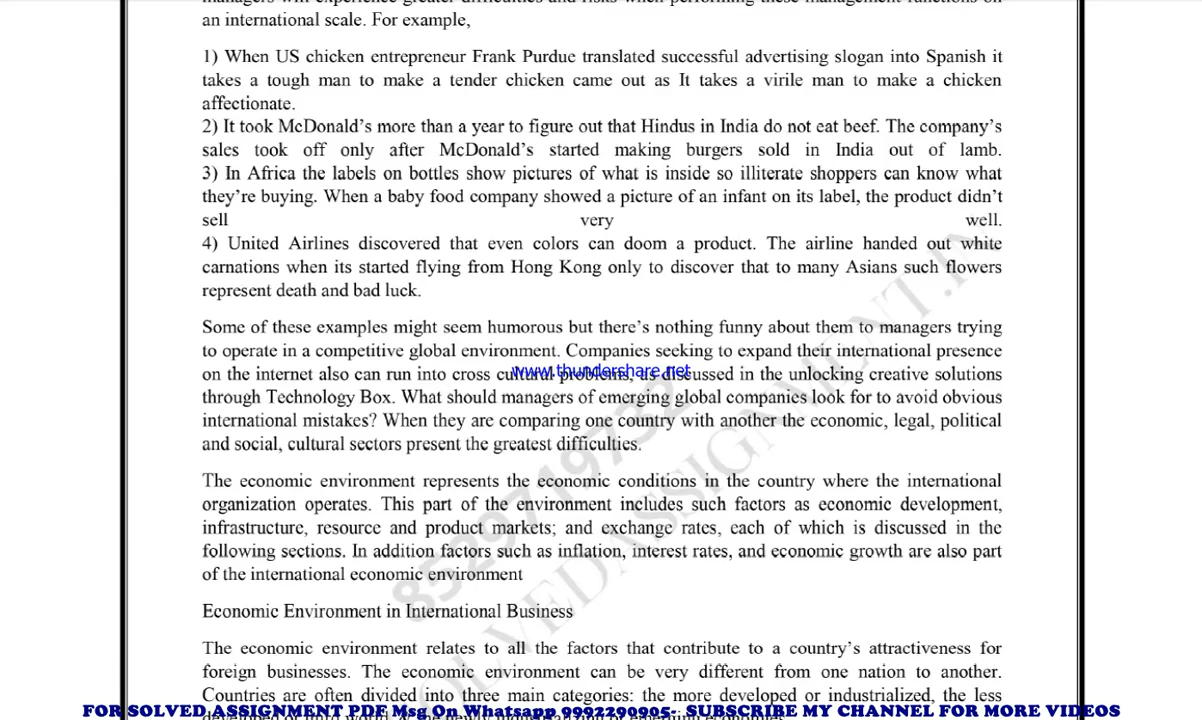 an international scale. For example,
1) When US chicken entrepreneur Frank Purdue translated successful advertising slogan into Spanish it
takes a tough man to make a tender chicken came out as It takes a virile man to make a chicken
affectionate.
2) It took McDonald’s more than a year to figure out that Hindus in India do not eat beef. The company’s
sales took off only after McDonald’s started making burgers sold in India out of lamb.
3) In Africa the labels on bottles show pictures of what is inside so illiterate shoppers can know what
they’re buying. When a baby food company showed a picture of an infant on its label, the product didn’t
sell very well.
4) United Airlines discovered that even colors can doom a product. The airline handed out white
carnations when its started flying from Hong Kong only to discover that to many Asians such flowers
represent death and bad luck.
Some of these examples might seem humorous but there’s nothing funny about them to managers trying
to operate in a competitive global environment. Companies seeking to expand their international presence
on the internet also can run into cross cultural problems, as discussed in the unlocking creative solutions
www.thundershare.net
through Technology Box. What should managers of emerging global companies look for to avoid obvious
international mistakes? When they are comparing one country with another the economic, legal, political
and social, cultural sectors present the greatest difficulties.
The economic environment represents the economic conditions in the country where the international
organization operates. This part of the environment includes such factors as economic development,
infrastructure, resource and product markets; and exchange rates, each of which is discussed in the
following sections. In addition factors such as inflation, interest rates, and economic growth are also part
of the international economic environment
Economic Environment in International Business
The economic environment relates to all the factors that contribute to a country’s attractiveness for
foreign businesses. The economic environment can be very different from one nation to another.
Countries are often divided into three main categories: the more developed or industrialized, the less
FOR SOLVED ASSIGNMENT PDF Msg On Whatsapp 9992290905- SUBSCRIBE MY CHANNEL FOR MORE VIDEOS
8529719732
SOLVEDASSIGNMENT.IN